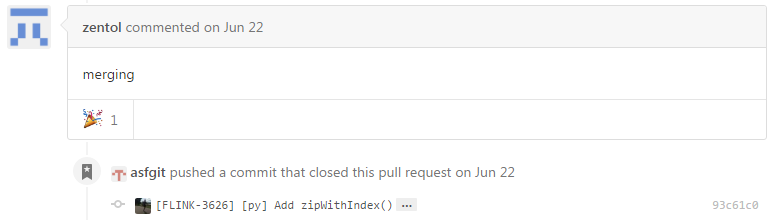 zentol commented on Jun 22
merging
1
asfgit pushed a commit that closed this pull request on Jun 22
[FLINK-3626] [py] Add zipWithIndex() … 93c61c0